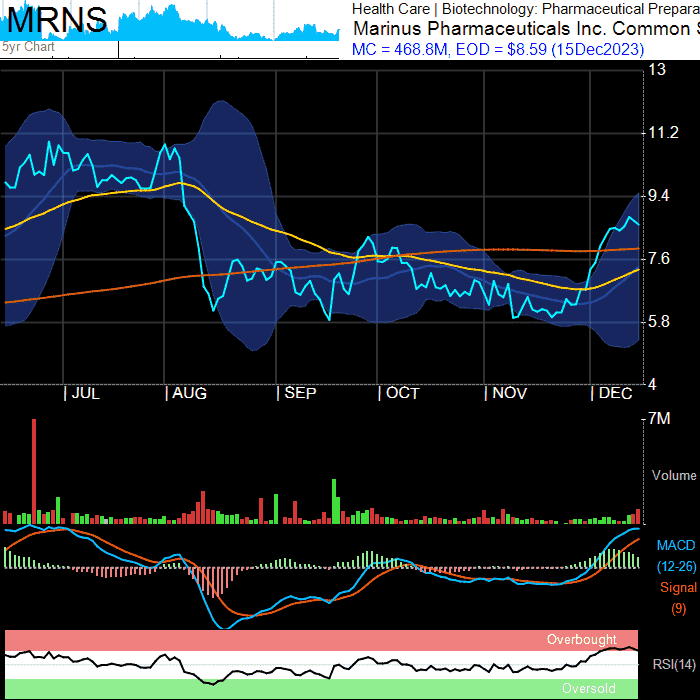 MRNS
5yr Chart
Health Care | Biotechnology: Pharmaceutical Prepara
Marinus Pharmaceuticals Inc. Common S
MC = 468.8M, EOD = $8.59 (15Dec2023)
13
11.2
9.4
7.6
5.8
4
| JUL | AUG | SEP | OCT | NOV | DEC
7M
Volume
MACD
(12-26)
Signal
(9)
Overbought
RSI(14)
Oversold